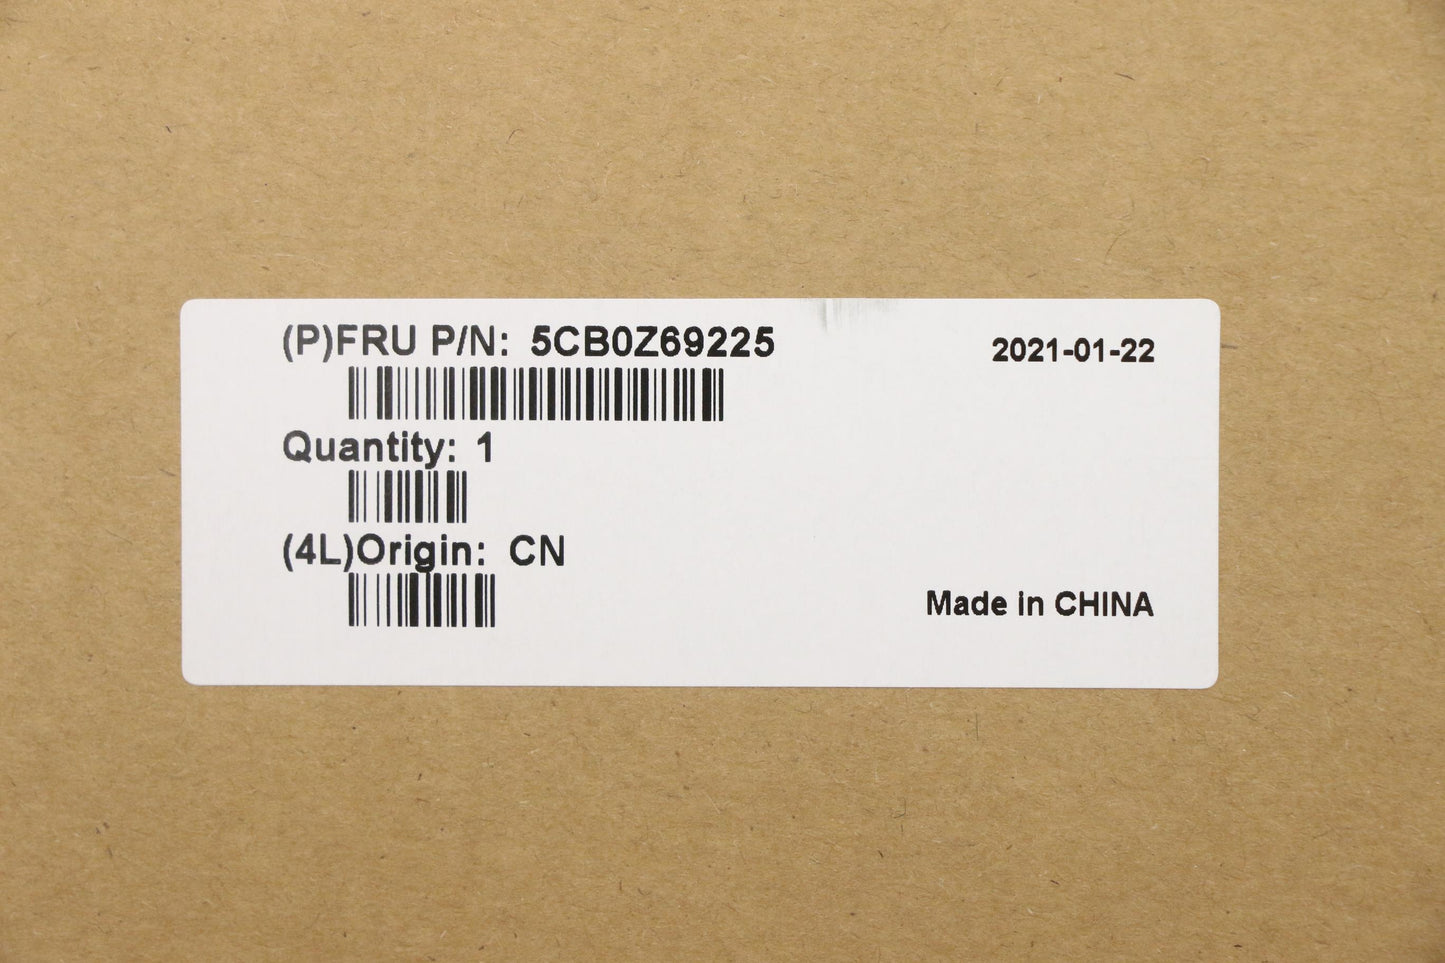 (P)FRU P/N: 5CB0Z69225
2021-01-22
Quantity: 1
(4L)Origin: CN
Made in CHINA